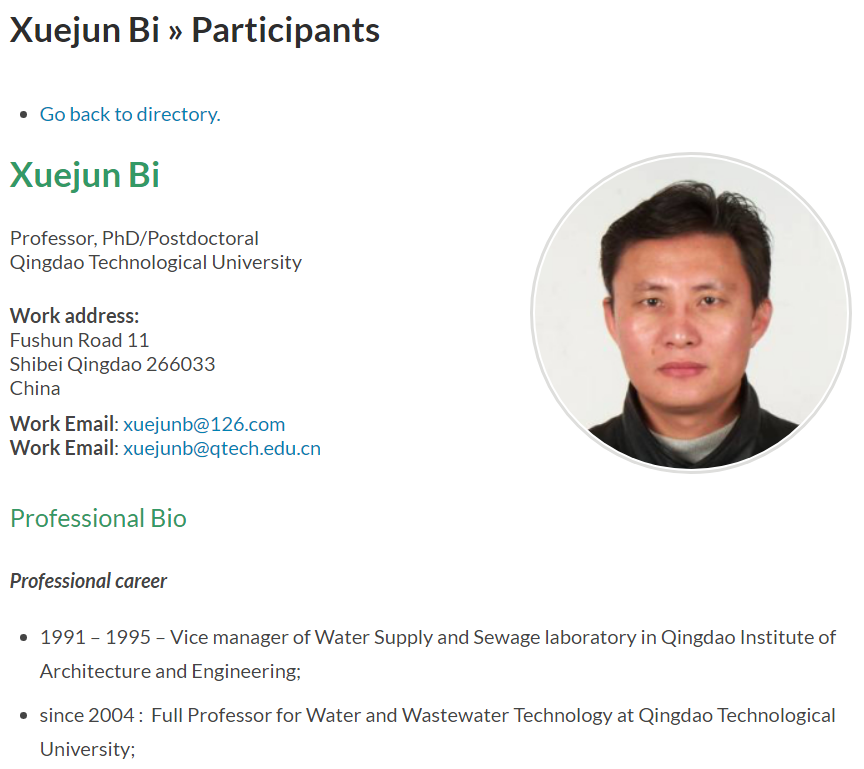 Xuejun Bi » Participants
Go back to directory.
Xuejun Bi
Professor, PhD/Postdoctoral
Qingdao Technological University
Work address:
Fushun Road 11
Shibei Qingdao 266033
China
Work Email: xuejunb@126.com
Work Email: xuejunb@qtech.edu.cn
Professional Bio
Professional career
1991 – 1995 – Vice manager of Water Supply and Sewage laboratory in Qingdao Institute of
Architecture and Engineering;
since 2004 :  Full Professor for Water and Wastewater Technology at Qingdao Technological
University;